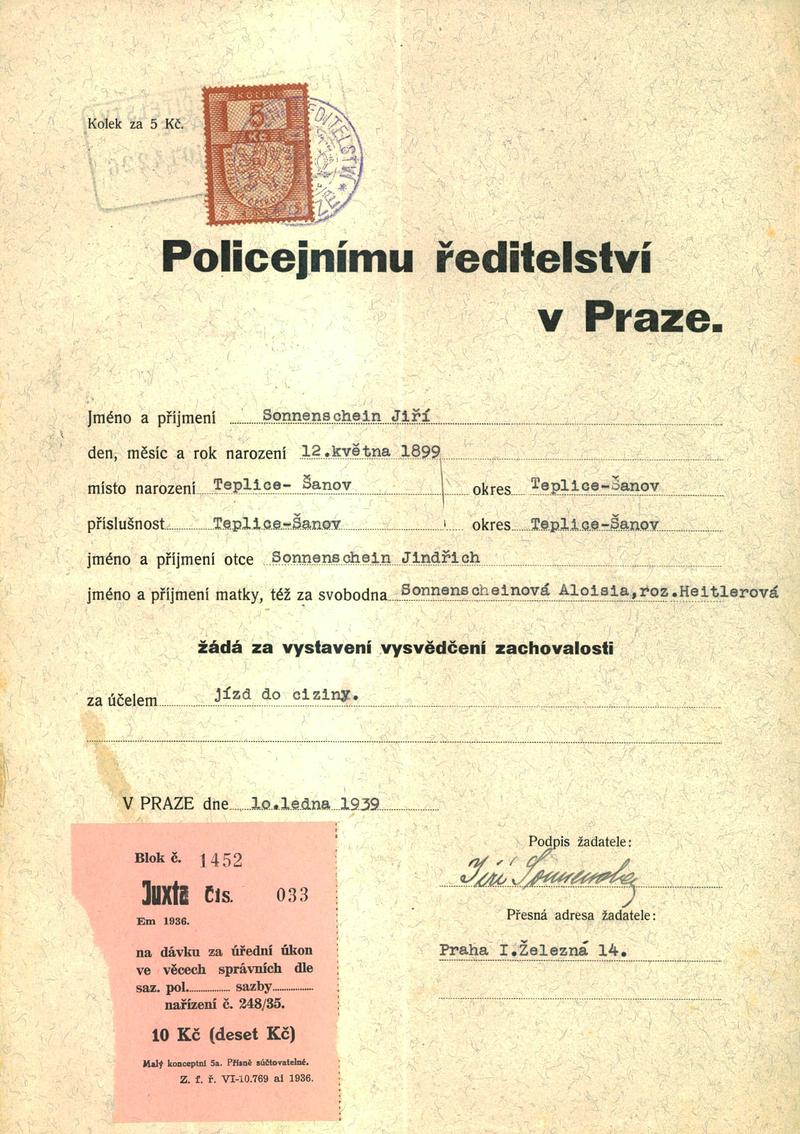 Kolek za 5 Kč.
KOLEK
5
Kč
ŘEDITELSTVÍ
Policejnímu ředitelství
v Praze.
Jméno a příjmení Sonnenschein Jiří
den, měsíc a rok narození 12.května 1899
místo narození Teplice- Šanov okres Teplice-Šanov
příslušnost Teplice-Šanov okres Teplice-Šanov
jméno a příjmení otce Sonnenschein Jindřich
jméno a příjmení matky, též za svobodna Sonnenscheinová Aloisia,roz.Heitlerová
žádá za vystavení vysvědčení zachovalosti
za účelem jízd do ciziny.
V PRAZE dne 1o.ledna 1939
Blok č. 1452
Juxta čís. 033
Em 1936.
na dávku za úřední úkon
ve věcech správních dle
saz. pol. sazby
nařízení č. 248/35.
10 Kč (deset Kč)
Malý konceptní 5a. Přísně súčtovatelné.
Z. f. ř. VI-10.769 ai 1936.
Podpis žadatele:
Jiří Sonnenschein
Přesná adresa žadatele:
Praha I.Železná 14.